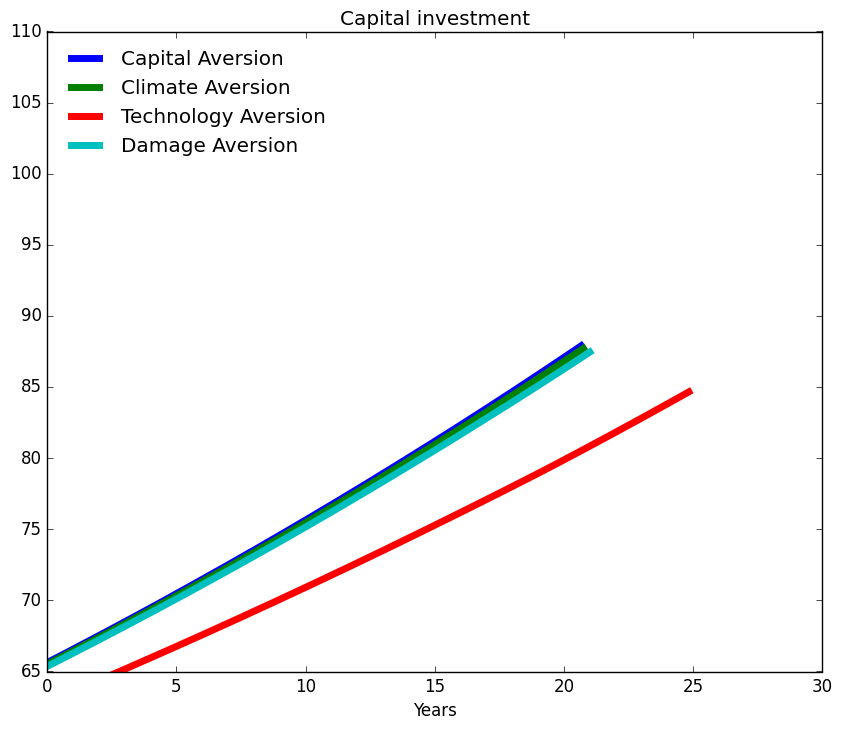 Capital investment
110
105
100
95
90
85
80
75
70
65
Capital Aversion
Climate Aversion
Technology Aversion
Damage Aversion
0 5 10 15 20 25 30
Years